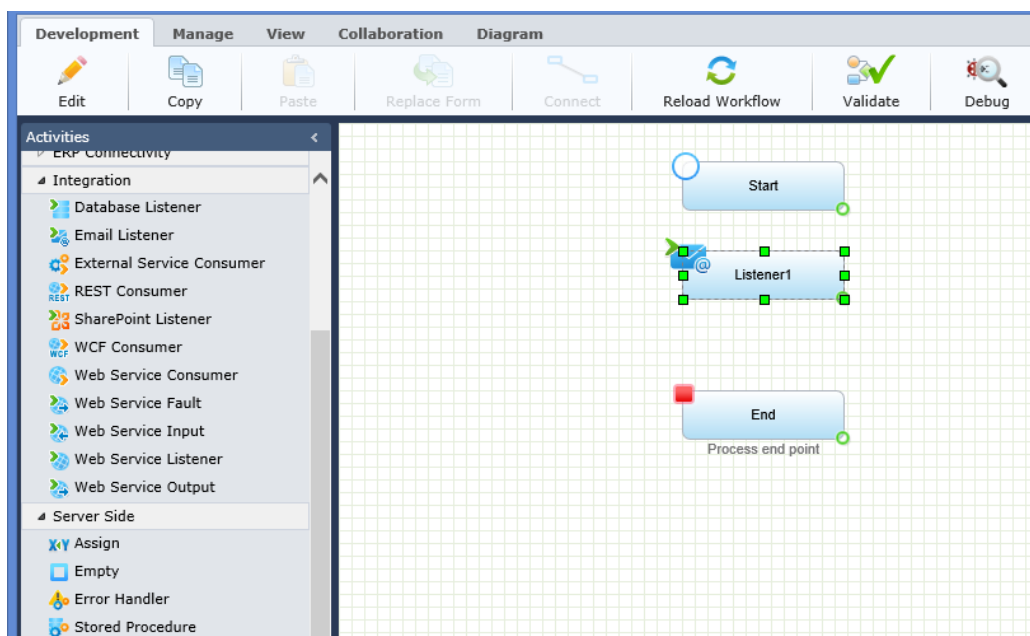 Development Manage View Collaboration Diagram
Edit Copy Paste Replace Form Connect Reload Workflow Validate Debug
Activities
ERP Connectivity
Integration
Database Listener
Email Listener
External Service Consumer
REST Consumer
SharePoint Listener
WCF Consumer
Web Service Consumer
Web Service Fault
Web Service Input
Web Service Listener
Web Service Output
Server Side
Assign
Empty
Error Handler
Stored Procedure
Start
Listener1
End
Process end point